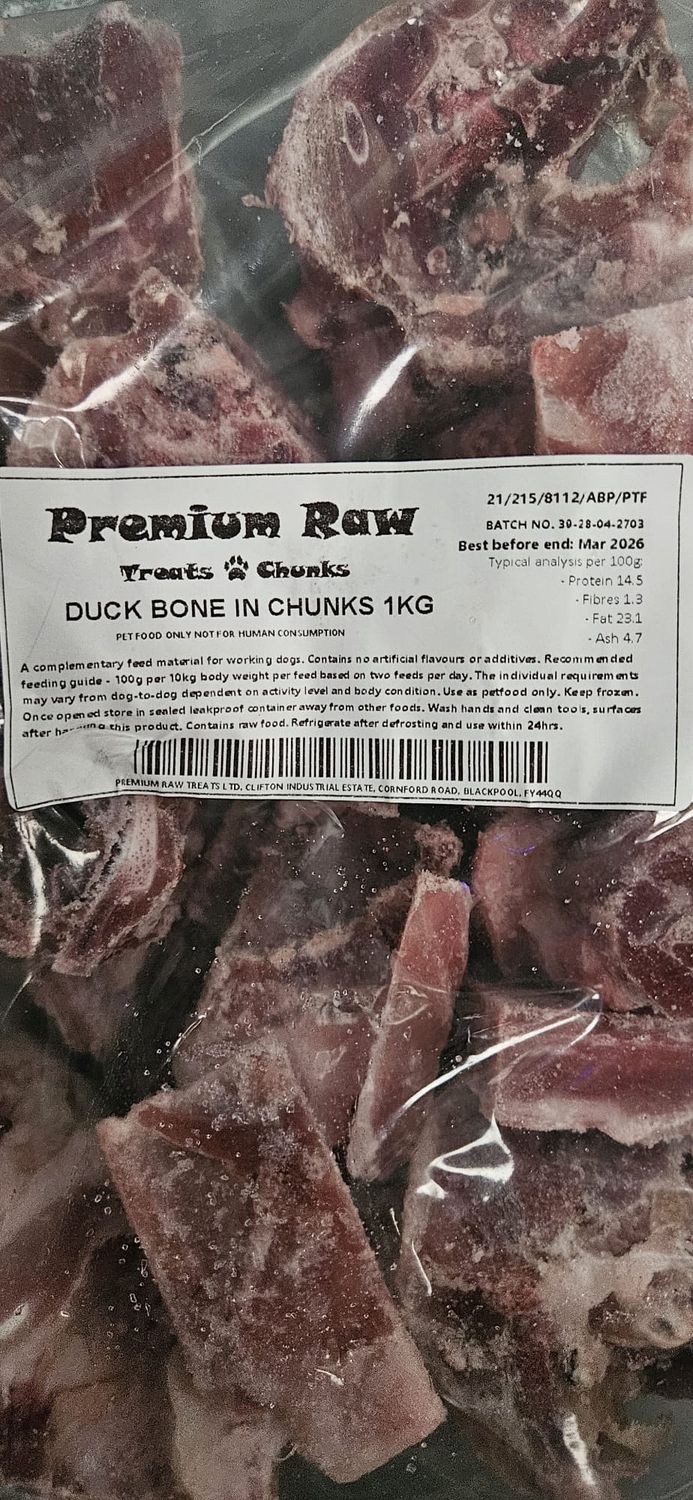 Premium Raw
Treats Chunks
DUCK BONE IN CHUNKS 1KG
PET FOOD ONLY NOT FOR HUMAN CONSUMPTION
21/215/8112/ABP/PTF
BATCH NO. 39-28-04-2703
Best before end: Mar 2026
Typical analysis per 100g:
- Protein 14.5
- Fibres 1.3
- Fat 23.1
- Ash 4.7
A complementary feed material for working dogs. Contains no artificial flavours or additives. Recommended
feeding guide - 100g per 10kg body weight per feed based on two feeds per day. The individual requirements
may vary from dog-to-dog dependent on activity level and body condition. Use as petfood only. Keep frozen.
Once opened store in sealed leakproof container away from other foods. Wash hands and clean tools, surfaces
after this product. Contains raw food. Refrigerate after defrosting and use within 24hrs.
PREMIUM RAW TREATS LTD, CLIFTON INDUSTRIAL ESTATE, CORNFORD ROAD, BLACKPOOL, FY44QQ